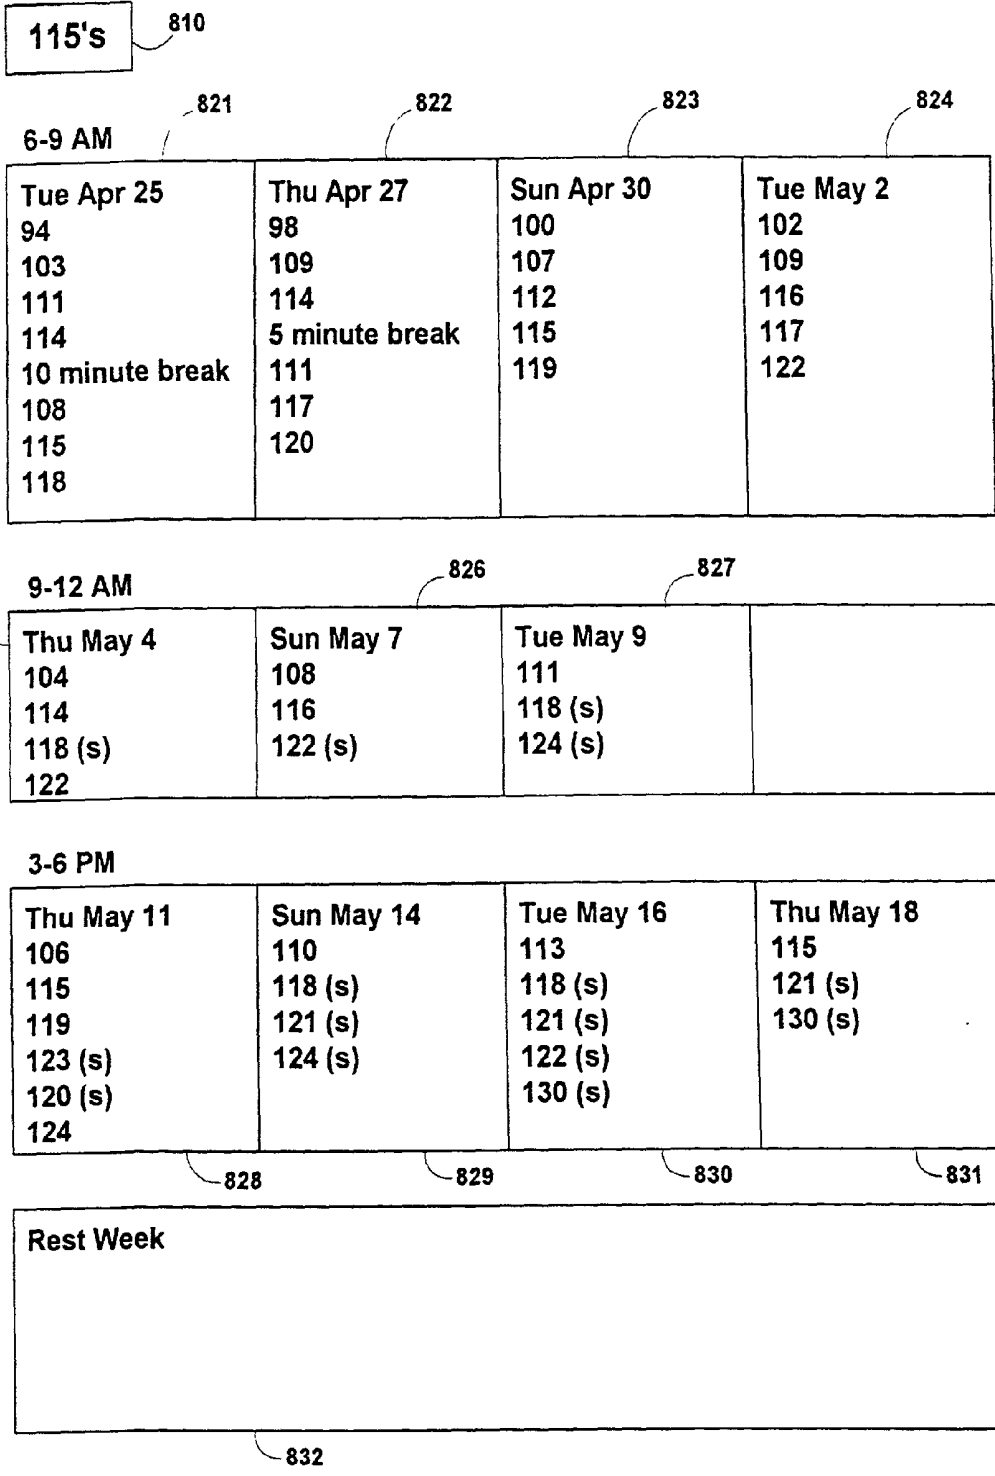 115's
810
821
822
823
824
6-9 AM
Tue Apr 25
94
103
111
114
10 minute break
108
115
118
Thu Apr 27
98
109
114
5 minute break
111
117
120
Sun Apr 30
100
107
112
115
119
Tue May 2
102
109
116
117
122
826
827
9-12 AM
Thu May 4
104
114
118 (s)
122
Sun May 7
108
116
122 (s)
Tue May 9
111
118 (s)
124 (s)
3-6 PM
Thu May 11
106
115
119
123 (s)
120 (s)
124
Sun May 14
110
118 (s)
121 (s)
124 (s)
Tue May 16
113
118 (s)
121 (s)
122 (s)
130 (s)
Thu May 18
115
121 (s)
130 (s)
828
829
830
831
Rest Week
832